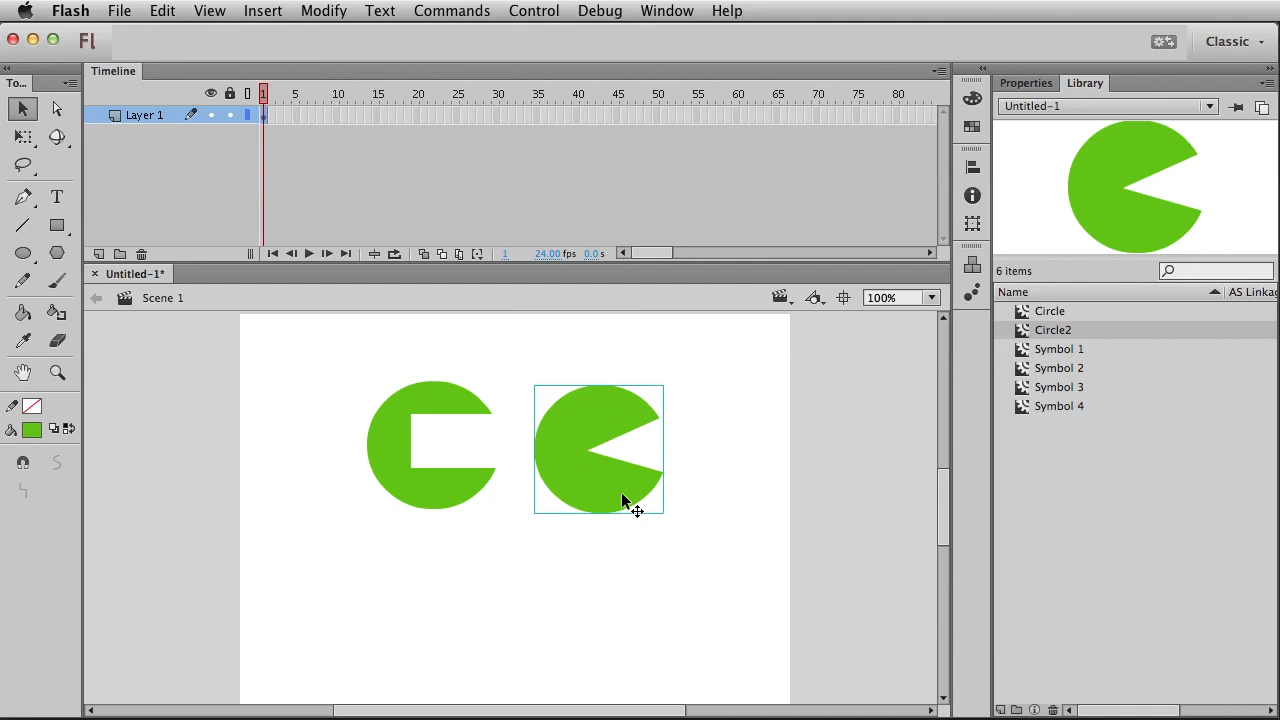 Flash File Edit View Insert Modify Text Commands Control Debug Window Help
Fl Classic
To... Timeline Properties Library
1 5 10 15 20 25 30 35 40 45 50 55 60 65 70 75 80
Untitled-1
Layer 1
1 24.00 fps 0.0 s
Untitled-1*
6 items
Name AS Linkag
Scene 1 100%
Circle
Circle2
Symbol 1
Symbol 2
Symbol 3
Symbol 4
T